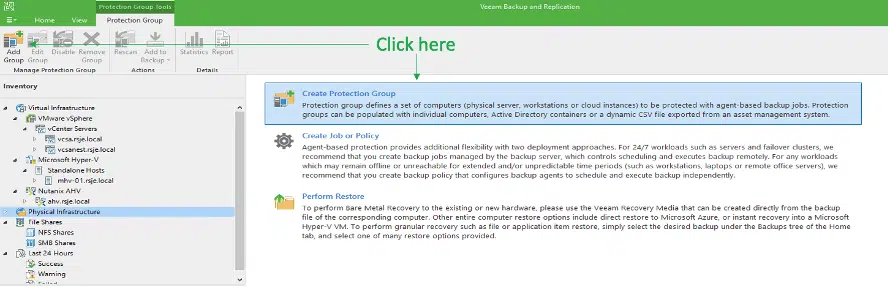 Protection Group Tools
Veeam Backup and Replication
Home View Protection Group
Click here
Add Group
Edit Group
Disable
Remove Group
Rescan
Add to Backup
Statistics
Report
Manage Protection Group
Actions
Details
Inventory
Virtual Infrastructure
VMware vSphere
vCenter Servers
vcsa.rsje.local
vcsanest.rsje.local
Microsoft Hyper-V
Standalone Hosts
mhv-01.rsje.local
Nutanix AHV
ahv.rsje.local
Physical Infrastructure
File Shares
NFS Shares
SMB Shares
Last 24 Hours
Success
Warning
Create Protection Group
Protection group defines a set of computers (physical server, workstations or cloud instances) to be protected with agent-based backup jobs. Protection
groups can be populated with individual computers, Active Directory containers or a dynamic CSV file exported from an asset management system.
Create Job or Policy
Agent-based protection provides additional flexibility with two deployment approaches. For 24/7 workloads such as servers and failover clusters, we
recommend that you create backup jobs managed by the backup server, which controls scheduling and executes backup remotely. For any workloads
which may remain offline or unreachable for extended and/or unpredictable time periods (such as workstations, laptops or remote office servers), we
recommend that you create backup policy that configures backup agents to schedule and execute backup independently.
Perform Restore
To perform Bare Metal Recovery to the existing or new hardware, please use the Veeam Recovery Media that can be created directly from the backup
file of the corresponding computer. Other entire computer restore options include direct restore to Microsoft Azure, or instant recovery into a Microsoft
Hyper-V VM. To perform granular recovery such as file or application item restore, simply select the desired backup under the Backups tree of the Home
tab, and select one of many restore options provided.